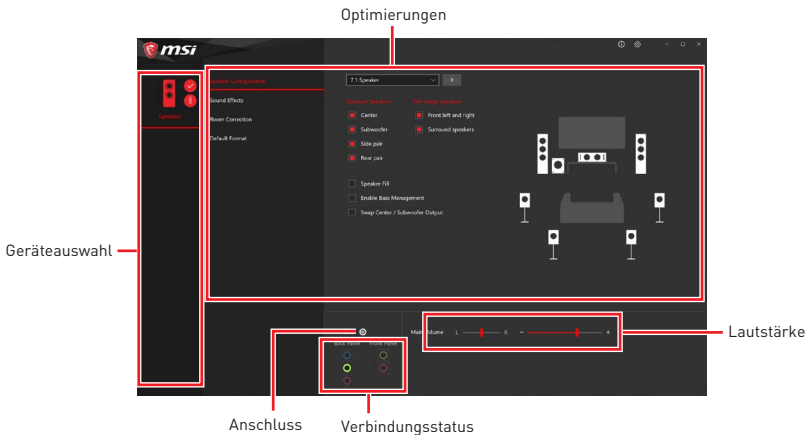 Optimierungen
msi
7.1 Speaker
Speaker Configuration
Optional Speakers
Full-range Speakers
Sound Effects
Center
Front left and right
Speakers
Room Correction
Subwoofer
Surround speakers
Default Format
Side pair
Rear pair
Speaker Fill
Enable Bass Management
Swap Center / Subwoofer Output
Geräteauswahl
Main Volume
L
R
-
+
Lautstärke
Back Panel
Front Panel
Anschluss
Verbindungsstatus